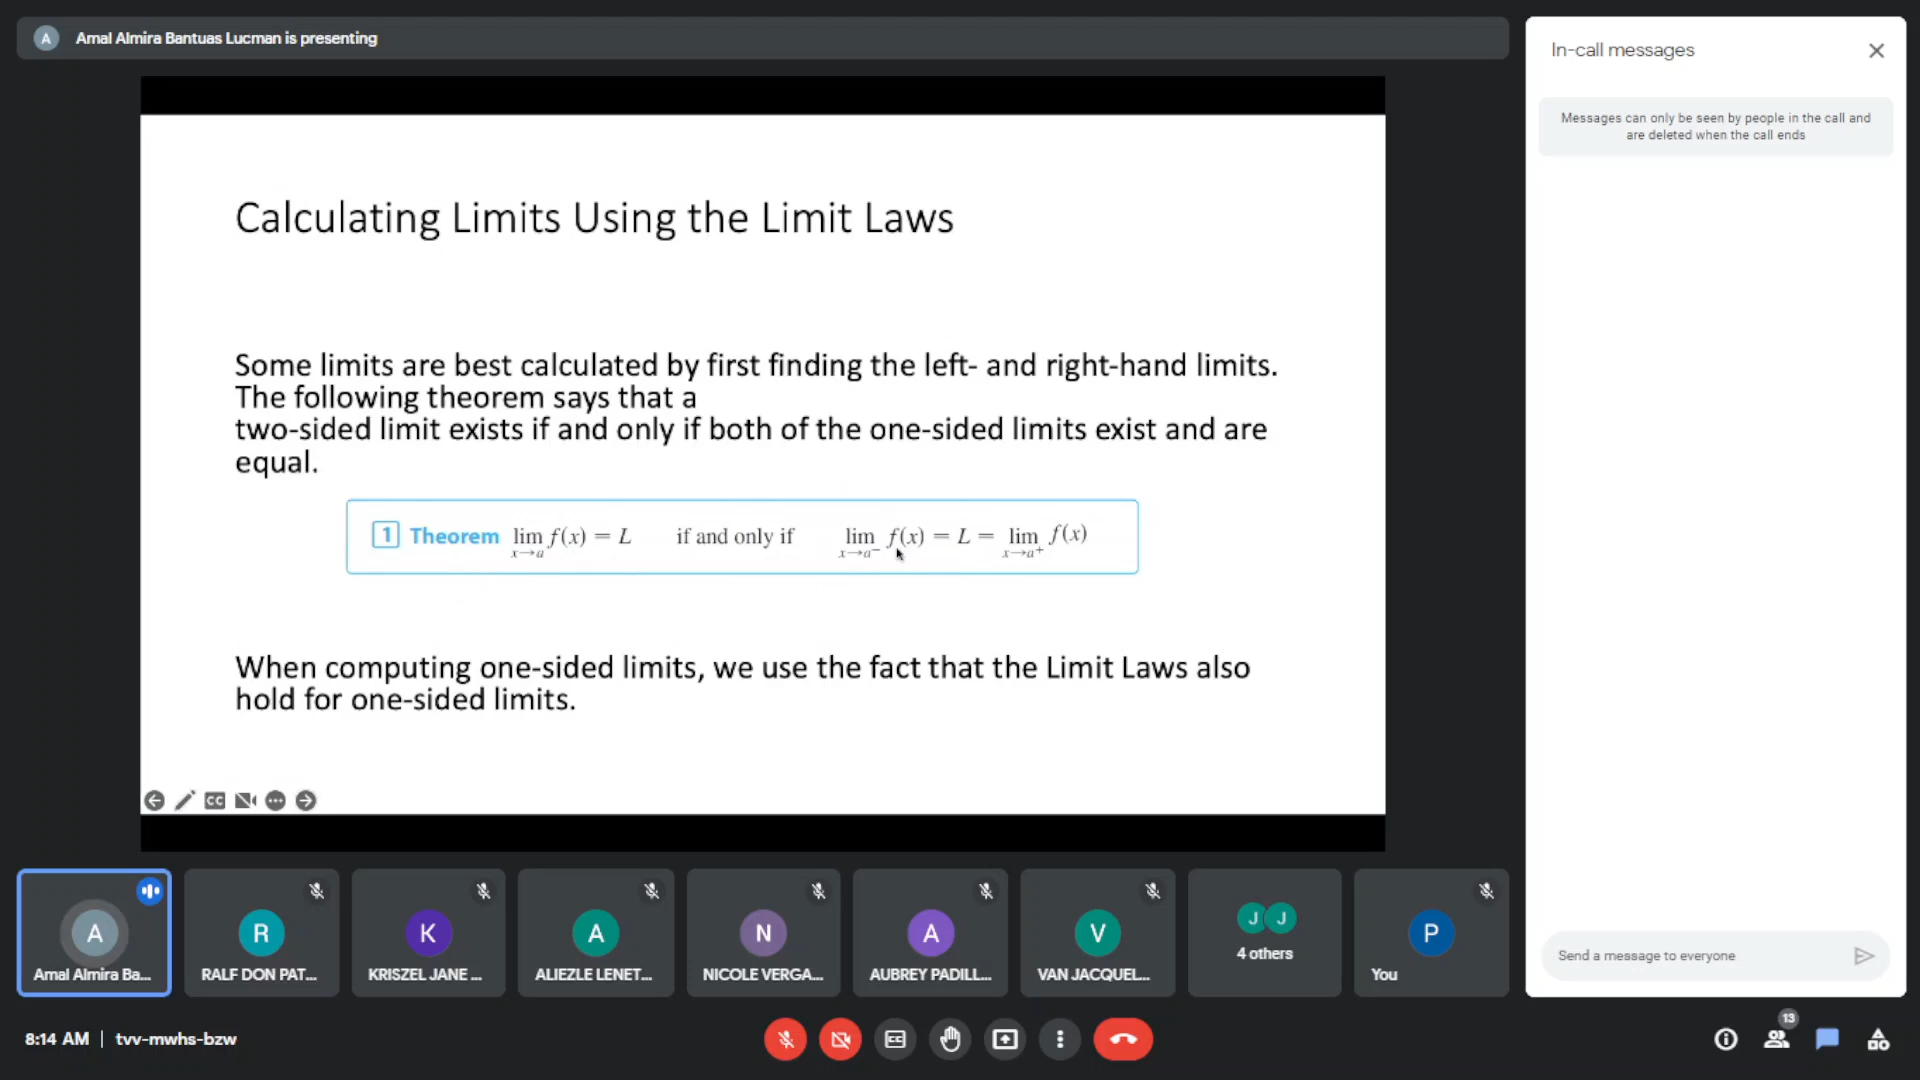 A Amal Almira Bantuas Lucman is presenting
In-call messages
Messages can only be seen by people in the call and
are deleted when the call ends
Calculating Limits Using the Limit Laws
Some limits are best calculated by first finding the left- and right-hand limits.
The following theorem says that a
two-sided limit exists if and only if both of the one-sided limits exist and are
equal.
1 Theorem lim x→a f(x) = L if and only if lim x→a⁻ f(x) = L = lim x→a⁺ f(x)
When computing one-sided limits, we use the fact that the Limit Laws also
hold for one-sided limits.
CC
A R K A N A V J J P
4 others
Amal Almira Ba... RALF DON PAT... KRISZEL JANE ... ALIEZLE LENET... NICOLE VERGA... AUBREY PADILL... VAN JACQUEL... You
Send a message to everyone
8:14 AM | tvv-mwhs-bzw
CC
13